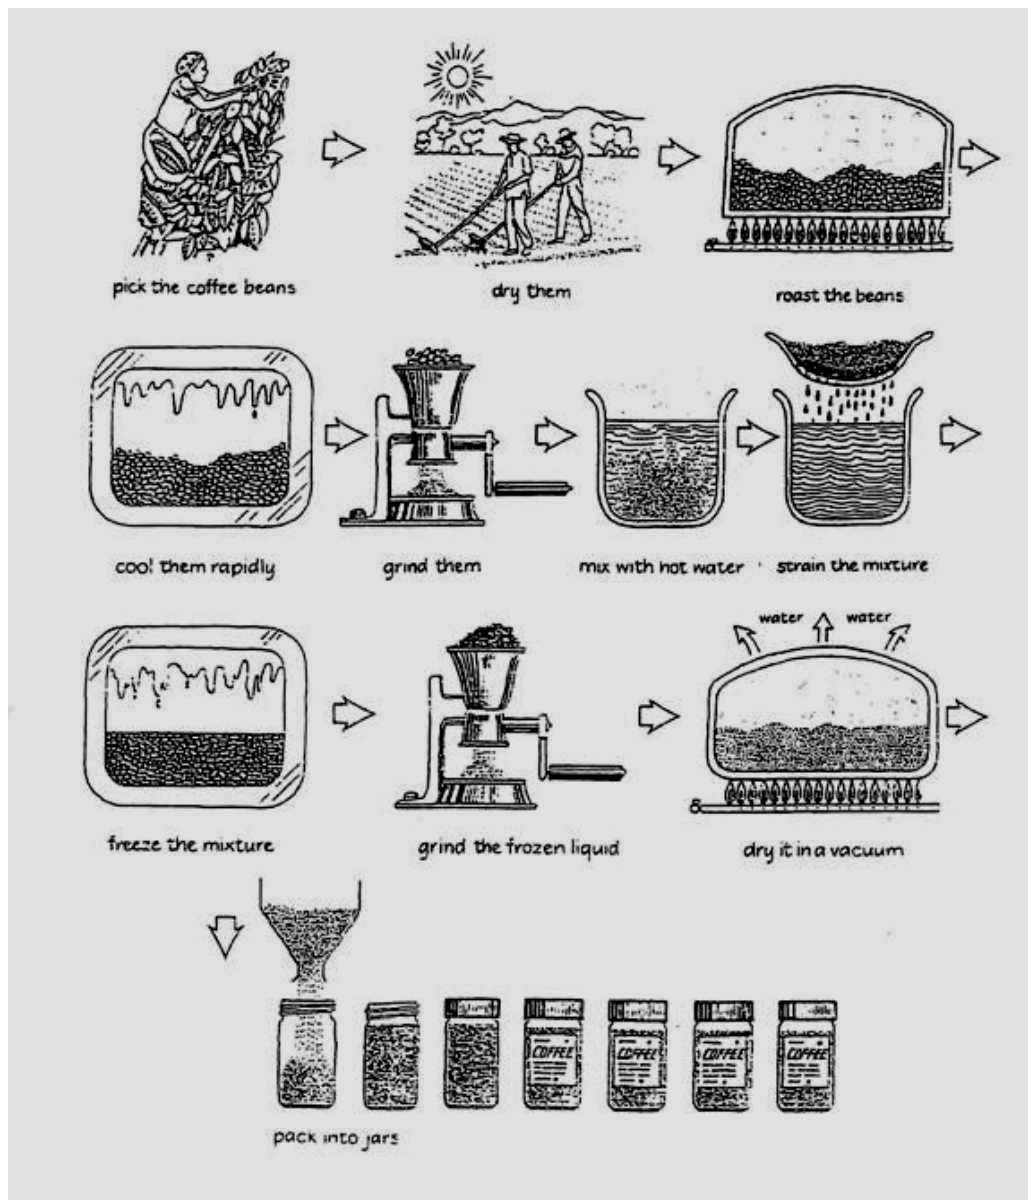 pick the coffee beans
dry them
roast the beans
cool them rapidly
grind them
mix with hot water
strain the mixture
water water
freeze the mixture
grind the frozen liquid
dry it in a vacuum
COFFEE COFFEE COFFEE COFFEE
pack into jars